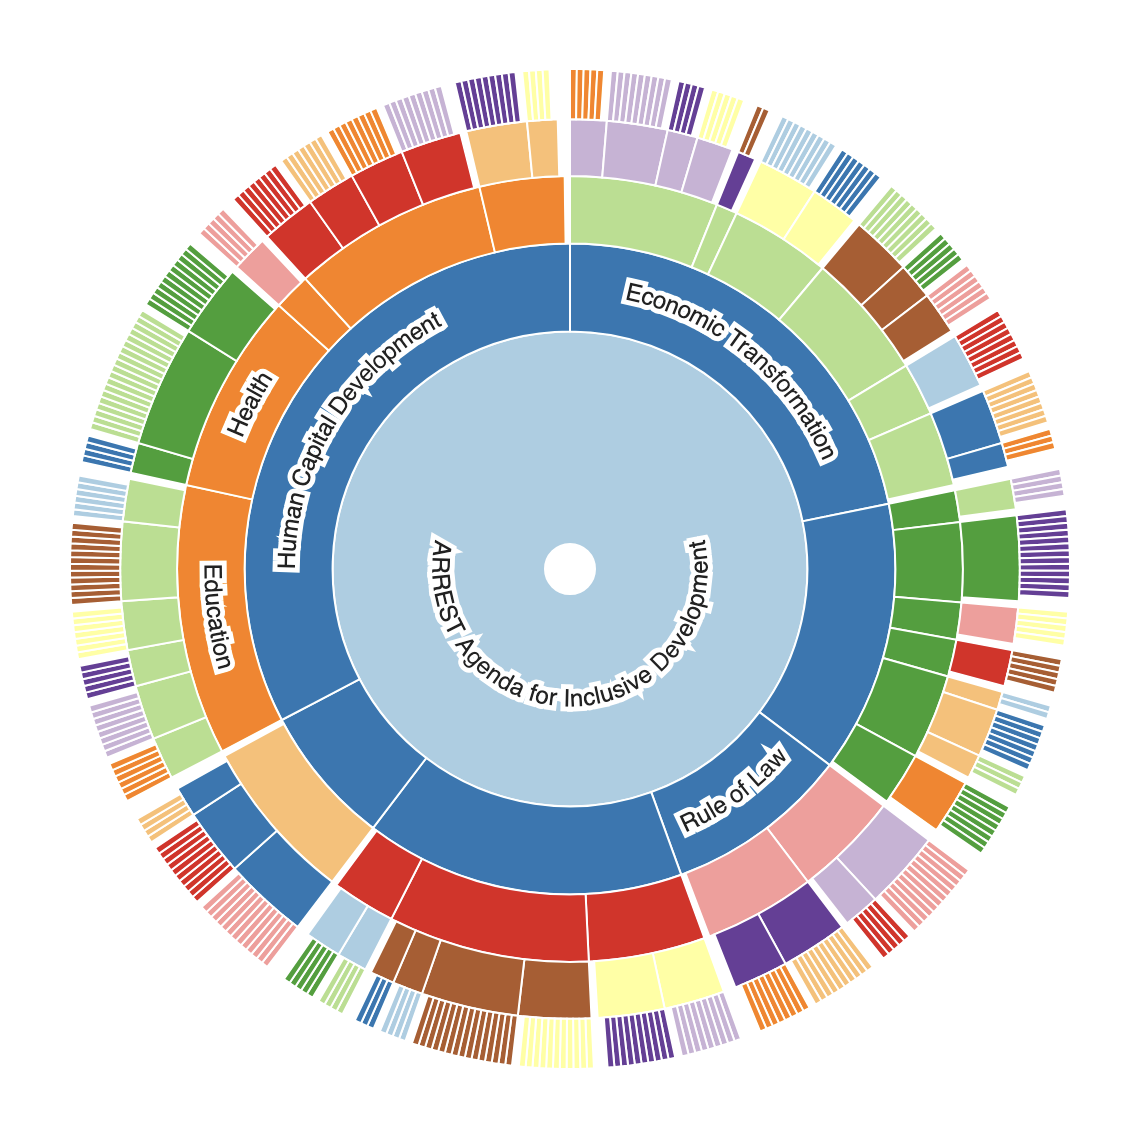 Economic Transformation
Human Capital Development
Health
Education
Rule of Law
ARREST Agenda for Inclusive Development